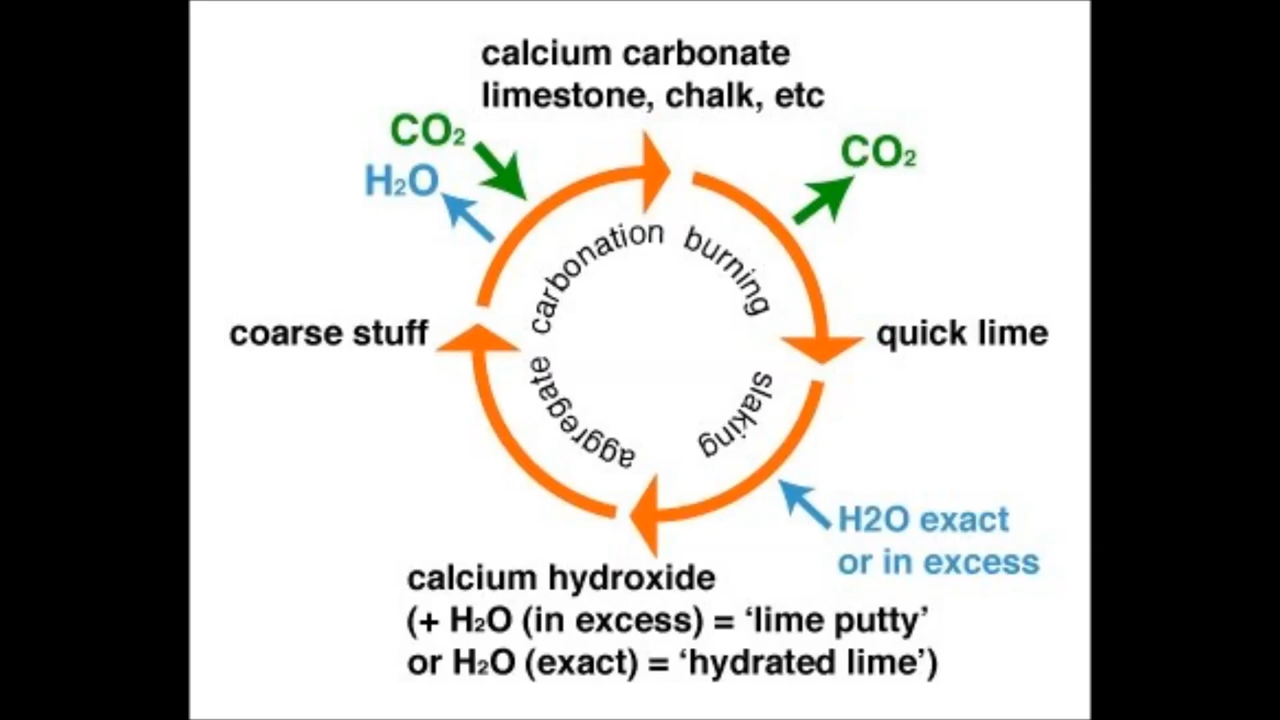 calcium carbonate
limestone, chalk, etc
CO₂
H₂O
CO₂
carbonation
burning
coarse stuff
quick lime
aggregate
slaking
H2O exact
or in excess
calcium hydroxide
(+ H₂O (in excess) = ‘lime putty’
or H₂O (exact) = ‘hydrated lime’)